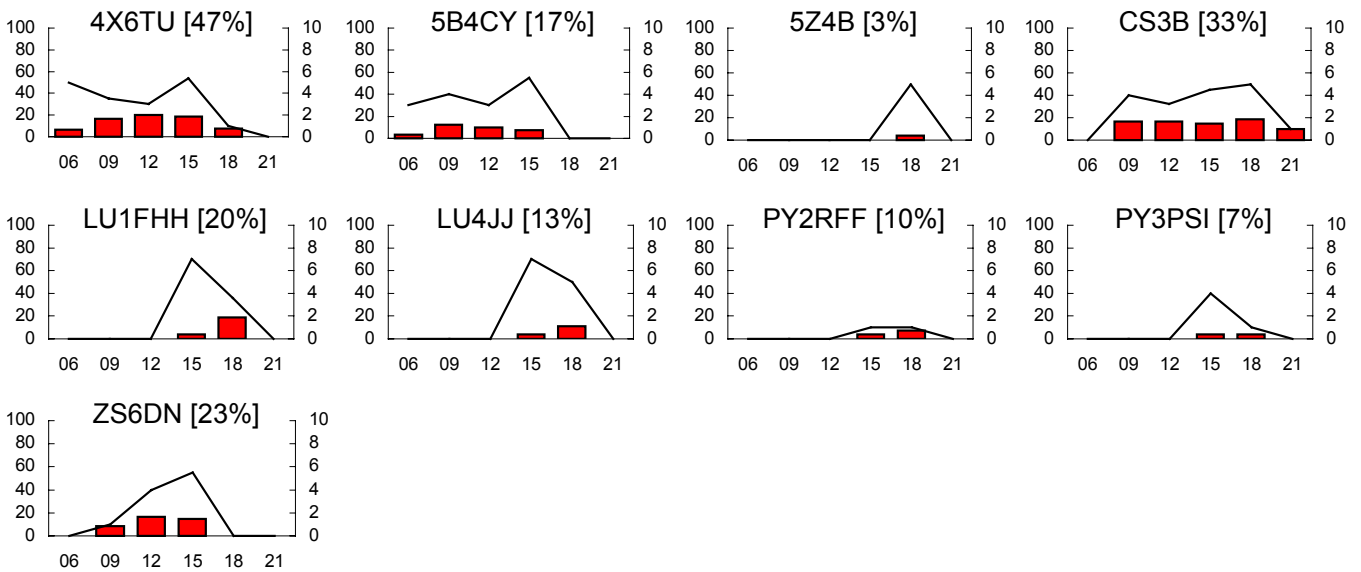 4X6TU [47%] 5B4CY [17%] 5Z4B [3%] CS3B [33%]
100 10 100 10 100 10 100 10
80 8 80 8 80 8 80 8
60 6 60 6 60 6 60 6
40 4 40 4 40 4 40 4
20 2 20 2 20 2 20 2
0 0 0 0 0 0 0 0
06 09 12 15 18 21 06 09 12 15 18 21 06 09 12 15 18 21 06 09 12 15 18 21
LU1FHH [20%] LU4JJ [13%] PY2RFF [10%] PY3PSI [7%]
100 10 100 10 100 10 100 10
80 8 80 8 80 8 80 8
60 6 60 6 60 6 60 6
40 4 40 4 40 4 40 4
20 2 20 2 20 2 20 2
0 0 0 0 0 0 0 0
06 09 12 15 18 21 06 09 12 15 18 21 06 09 12 15 18 21 06 09 12 15 18 21
ZS6DN [23%]
100 10
80 8
60 6
40 4
20 2
0 0
06 09 12 15 18 21